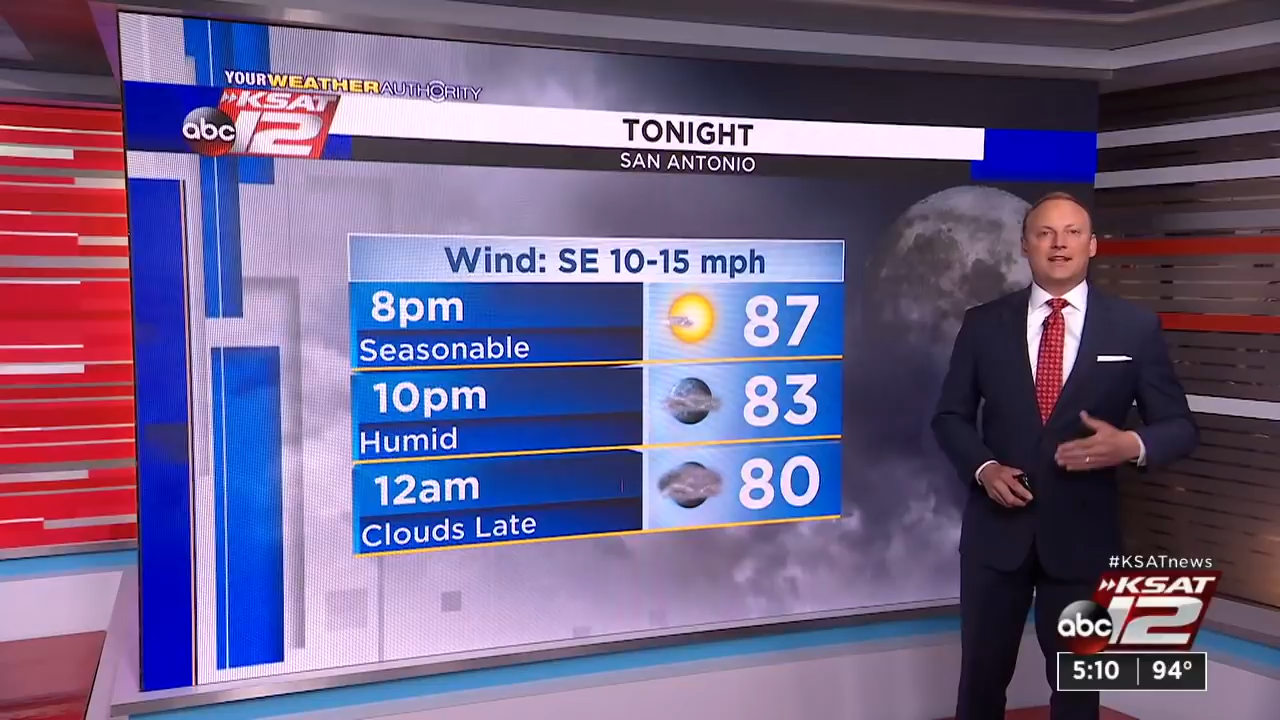 YOUR WEATHER AUTHORITY
KSAT
abc 12
TONIGHT
SAN ANTONIO
Wind: SE 10-15 mph
8pm
87
Seasonable
10pm
83
Humid
12am
80
Clouds Late
#KSATnews
KSAT
abc 12
5:10 94°